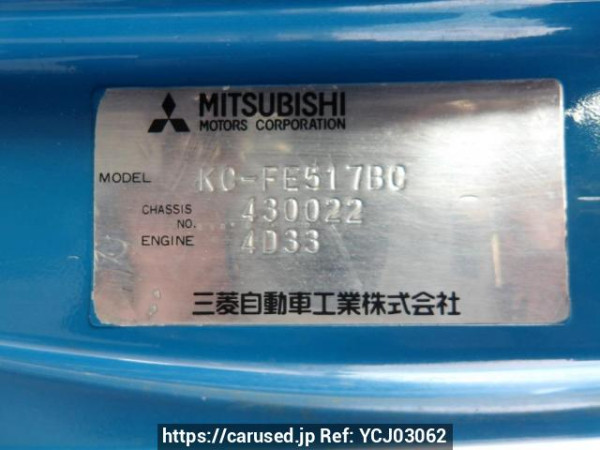 MITSUBISHI
MOTORS CORPORATION
MODEL KC-FE517BC
CHASSIS NO. 430022
ENGINE 4D33
三菱自動車工業株式会社
https://carused.jp Ref: YCJ03062